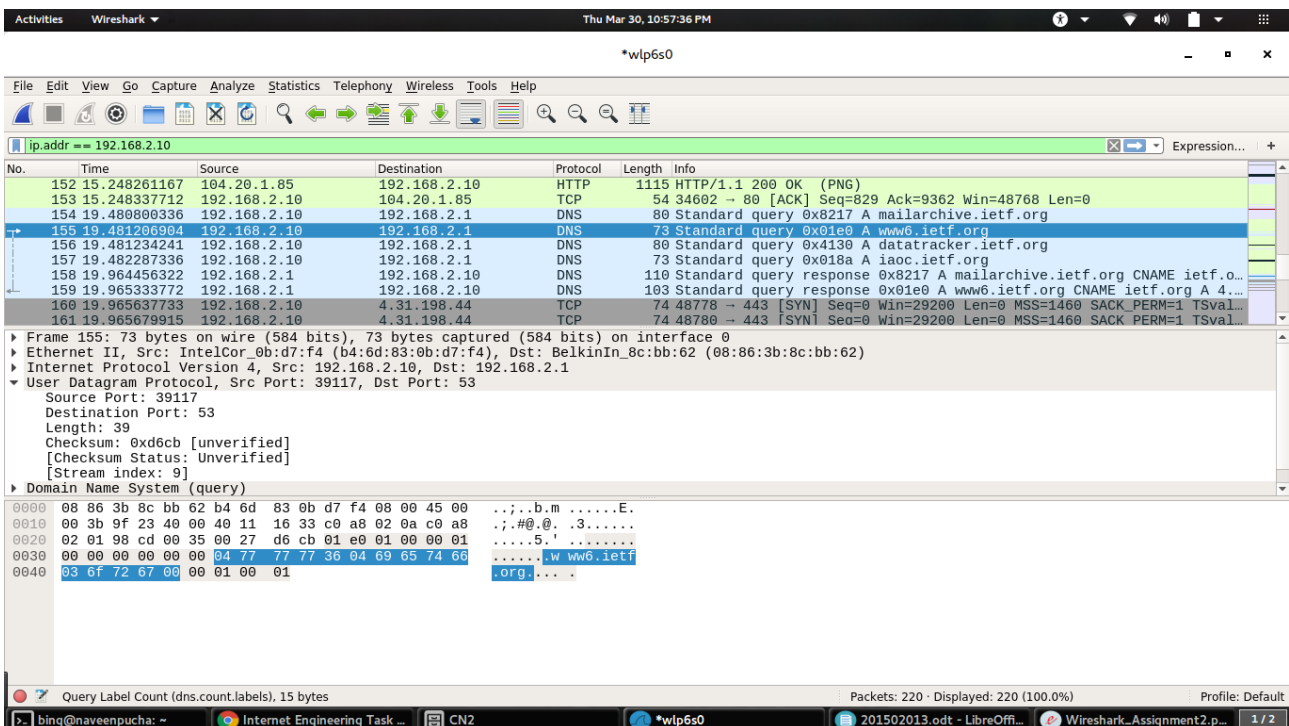 Activities Wireshark Thu Mar 30, 10:57:36 PM
*wlp6s0
File Edit View Go Capture Analyze Statistics Telephony Wireless Tools Help
ip.addr == 192.168.2.10 Expression... +
No. Time Source Destination Protocol Length Info
152 15.248261167 104.20.1.85 192.168.2.10 HTTP 1115 HTTP/1.1 200 OK (PNG)
153 15.248337712 192.168.2.10 104.20.1.85 TCP 54 34602 → 80 [ACK] Seq=829 Ack=9362 Win=48768 Len=0
154 19.480800336 192.168.2.10 192.168.2.1 DNS 80 Standard query 0x8217 A mailarchive.ietf.org
155 19.481206904 192.168.2.10 192.168.2.1 DNS 73 Standard query 0x01e0 A www6.ietf.org
156 19.481234241 192.168.2.10 192.168.2.1 DNS 80 Standard query 0x4130 A datatracker.ietf.org
157 19.482287336 192.168.2.10 192.168.2.1 DNS 73 Standard query 0x018a A iaoc.ietf.org
158 19.964456322 192.168.2.1 192.168.2.10 DNS 110 Standard query response 0x8217 A mailarchive.ietf.org CNAME ietf.o…
159 19.965333772 192.168.2.1 192.168.2.10 DNS 103 Standard query response 0x01e0 A www6.ietf.org CNAME ietf.org A 4.…
160 19.965637733 192.168.2.10 4.31.198.44 TCP 74 48778 → 443 [SYN] Seq=0 Win=29200 Len=0 MSS=1460 SACK_PERM=1 TSval…
161 19.965679915 192.168.2.10 4.31.198.44 TCP 74 48780 → 443 [SYN] Seq=0 Win=29200 Len=0 MSS=1460 SACK_PERM=1 TSval…
Frame 155: 73 bytes on wire (584 bits), 73 bytes captured (584 bits) on interface 0
Ethernet II, Src: IntelCor_0b:d7:f4 (b4:6d:83:0b:d7:f4), Dst: BelkinIn_8c:bb:62 (08:86:3b:8c:bb:62)
Internet Protocol Version 4, Src: 192.168.2.10, Dst: 192.168.2.1
User Datagram Protocol, Src Port: 39117, Dst Port: 53
Source Port: 39117
Destination Port: 53
Length: 39
Checksum: 0xd6cb [unverified]
[Checksum Status: Unverified]
[Stream index: 9]
Domain Name System (query)
0000 08 86 3b 8c bb 62 b4 6d 83 0b d7 f4 08 00 45 00 ..;..b.m ......E.
0010 00 3b 9f 23 40 00 40 11 16 33 c0 a8 02 0a c0 a8 .;.#@.@. .3......
0020 02 01 98 cd 00 35 00 27 d6 cb 01 e0 01 00 00 01 .....5.' ........
0030 00 00 00 00 00 00 04 77 77 77 36 04 69 65 74 66 .......w ww6.ietf
0040 03 6f 72 67 00 00 01 00 01 .org.... .
Query Label Count (dns.count.labels), 15 bytes Packets: 220 · Displayed: 220 (100.0%) Profile: Default
bing@naveenpucha: ~ Internet Engineering Task ... CN2 *wlp6s0 201502013.odt - LibreOffi... Wireshark_Assignment2.p... 1 / 2